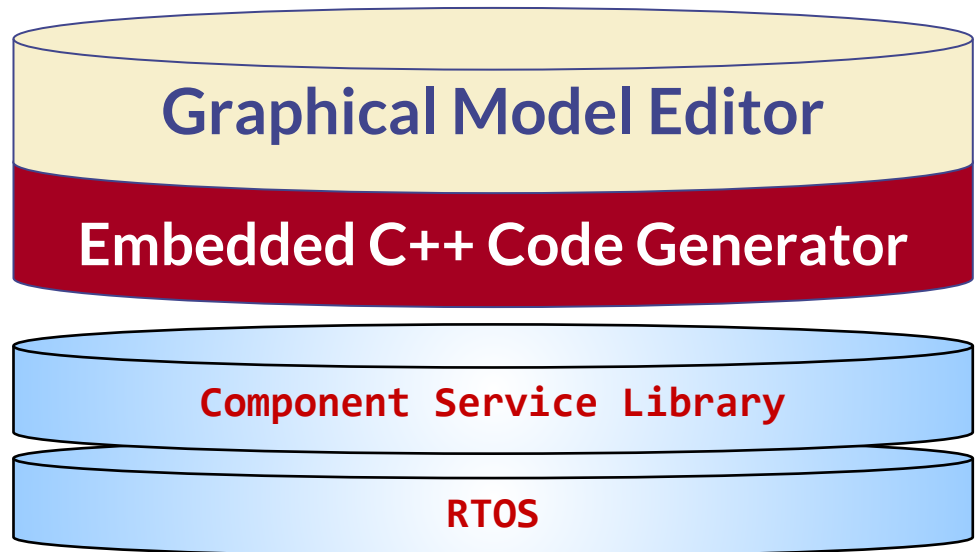 Graphical Model Editor
Embedded C++ Code Generator
Component Service Library
RTOS